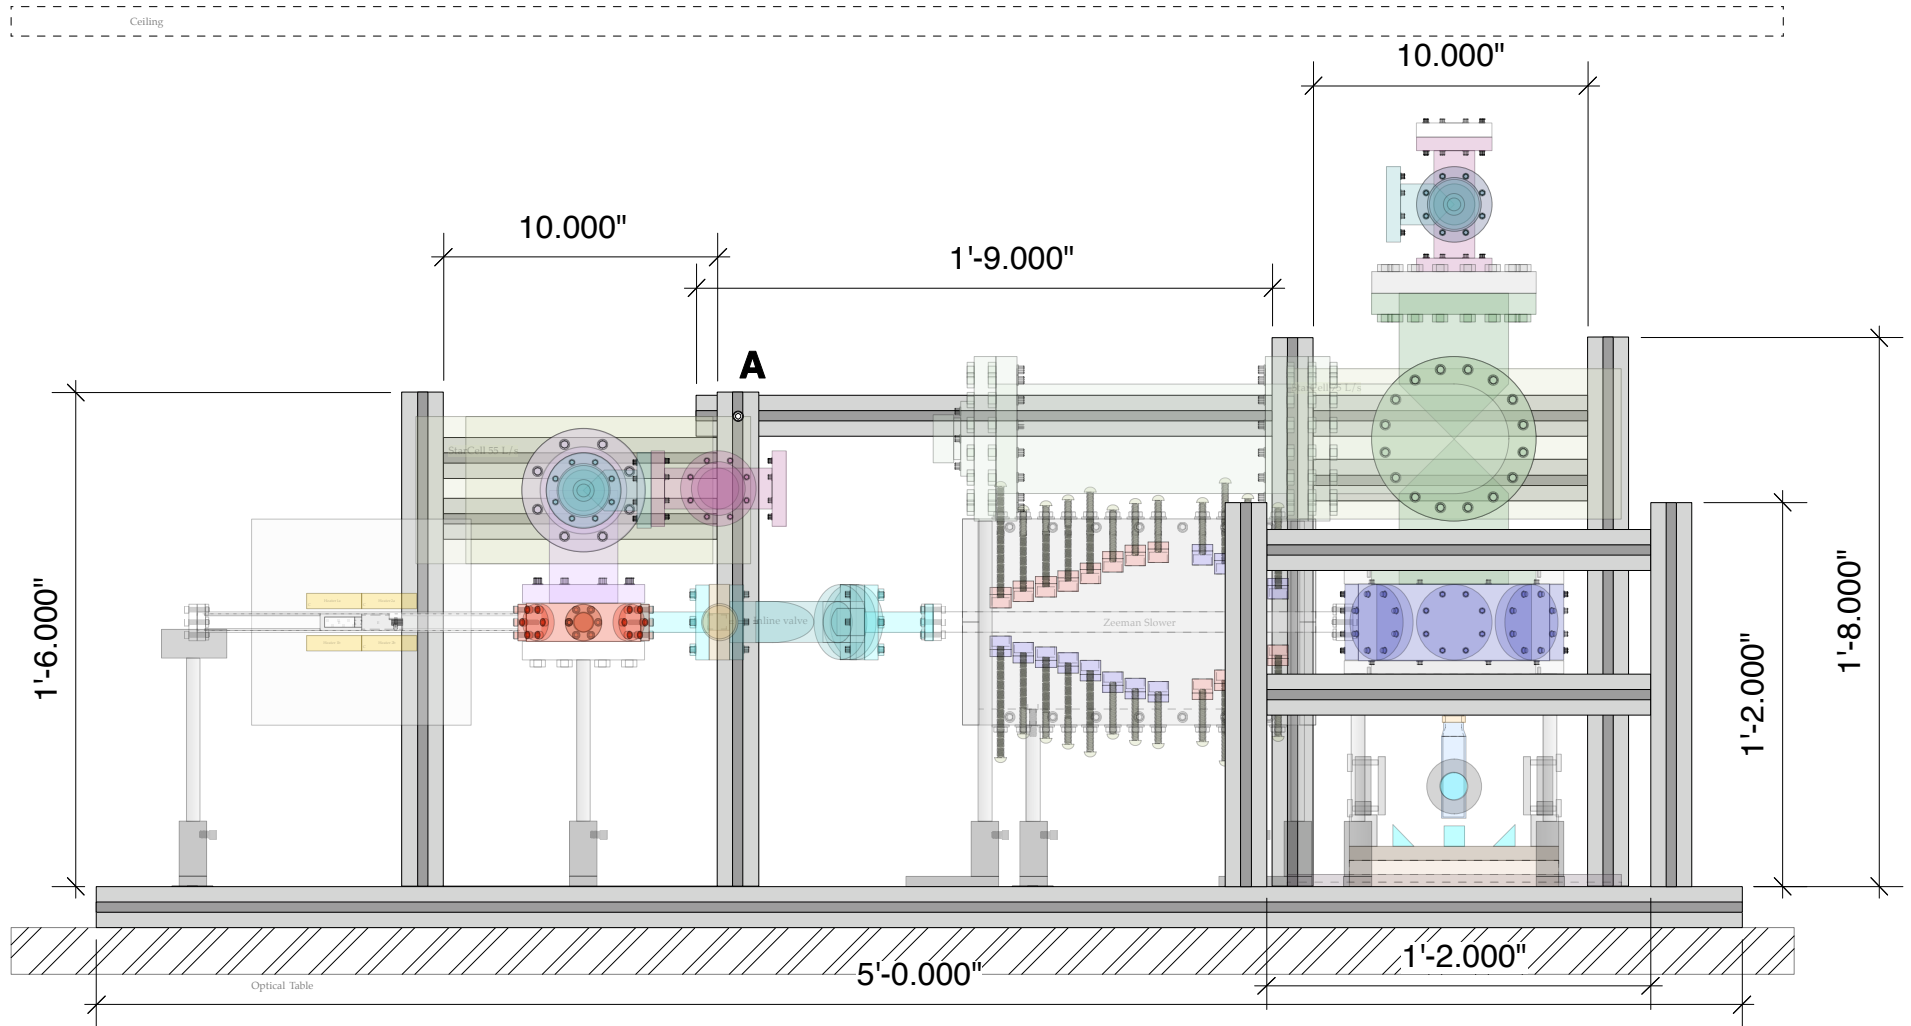 Ceiling
10.000"
10.000"
1'-9.000"
A
StarCell 55 L/s
1'-6.000"
Inline valve
Zeeman Slower
1'-8.000"
1'-2.000"
1'-2.000"
5'-0.000"
Optical Table